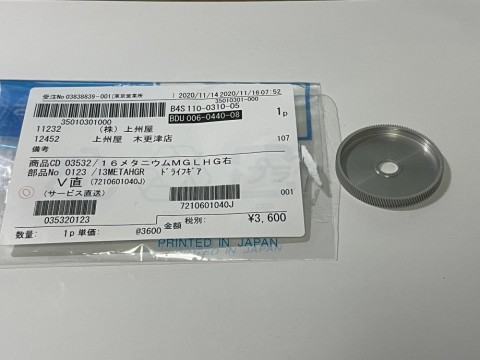 受注No 03838839-001(東京営業所
2020/11/14 2020/11/16 07:52
35010301-000
35010301000
B4S 110-0310-05
BDU 006-0440-08
1p
11232 (株) 上州屋
12452 上州屋 木更津店
備考
107
商品CD 03532/16メタニウムMGLHG右
部品No 0123 /13METAHGR ドライブギア
V直 (7210601040J)
(サービス直送)
001
035320123
7210601040J
税別:
¥3,600
金額
数量: 1p 単価: @3600
PRINTED IN JAPAN